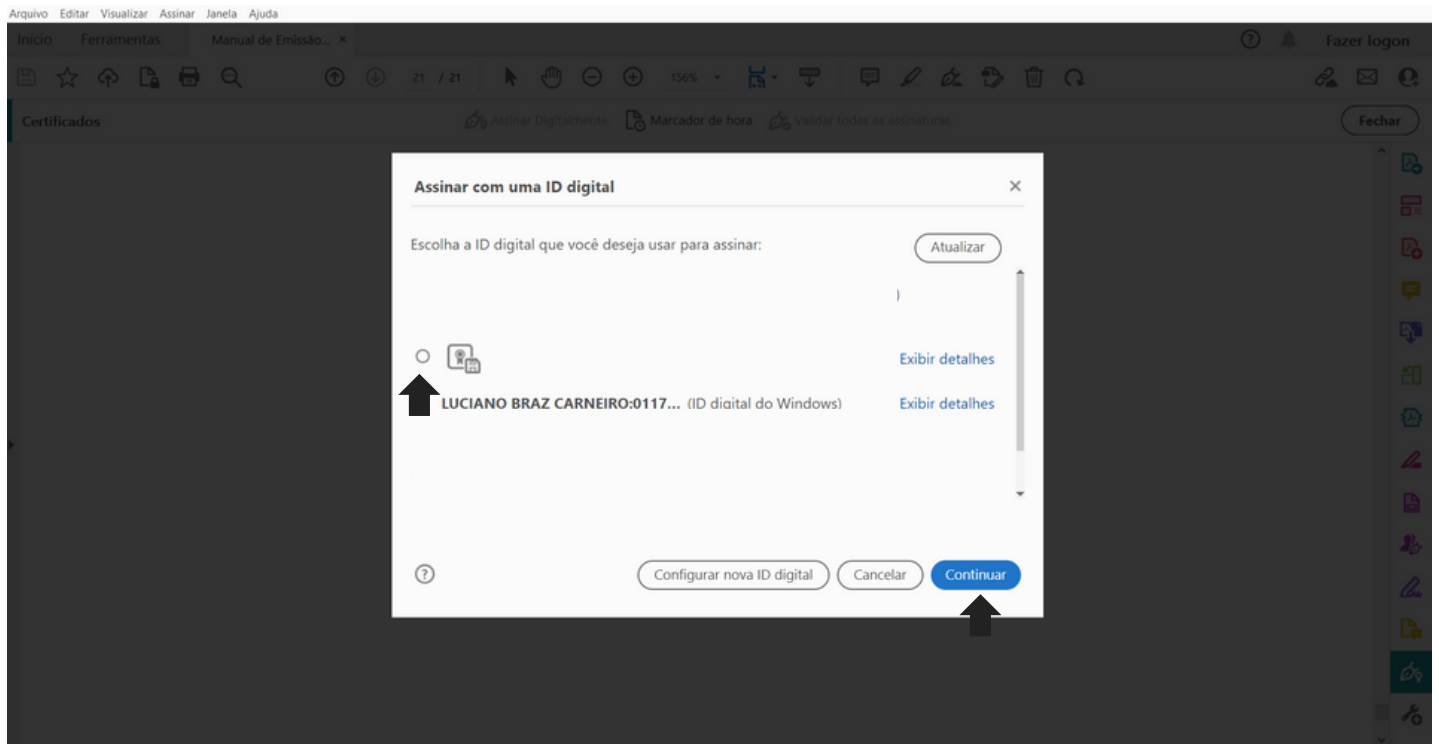 Arquivo Editar Visualizar Assinar Janela Ajuda
Início Ferramentas Manual de Emissão... × Fazer logon
21 / 21 156%
Certificados Assinar Digitalmente Marcador de hora Validar todas as assinaturas Fechar
Assinar com uma ID digital
Escolha a ID digital que você deseja usar para assinar: Atualizar
)
Exibir detalhes
LUCIANO BRAZ CARNEIRO:0117... (ID digital do Windows) Exibir detalhes
Configurar nova ID digital Cancelar Continuar